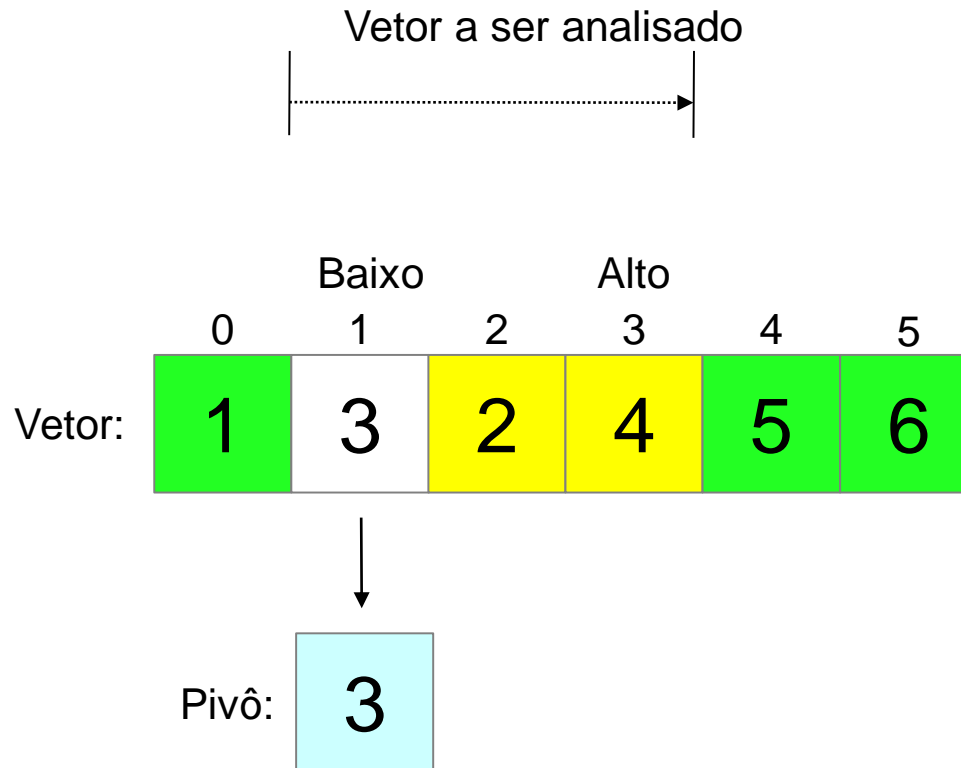 Vetor a ser analisado
Baixo Alto
0 1 2 3 4 5
Vetor: 1 3 2 4 5 6
Pivô: 3